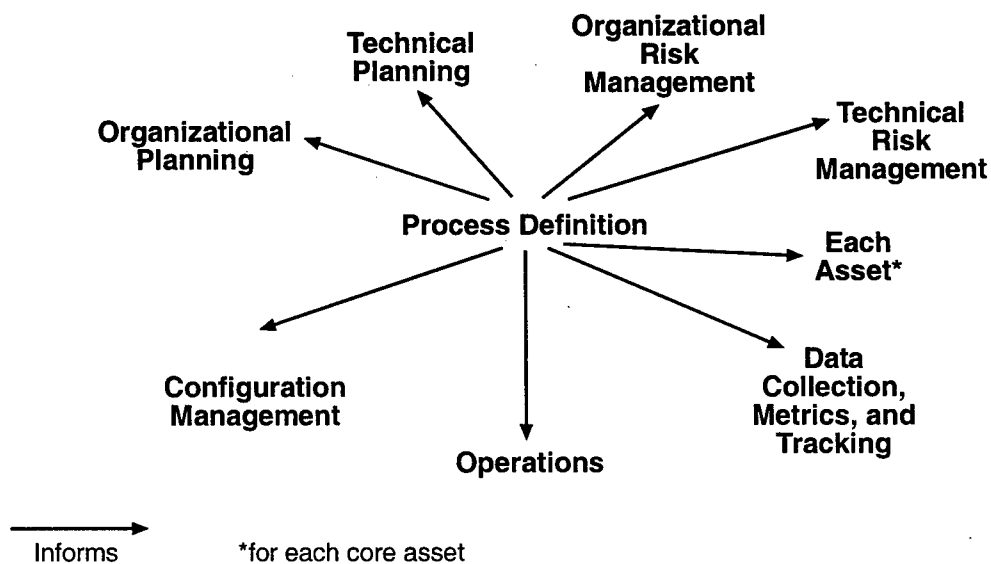 Technical
Planning
Organizational
Risk
Management
Technical
Risk
Management
Organizational
Planning
Process Definition
Each
Asset*
Configuration
Management
Data
Collection,
Metrics, and
Tracking
Operations
Informs
*for each core asset